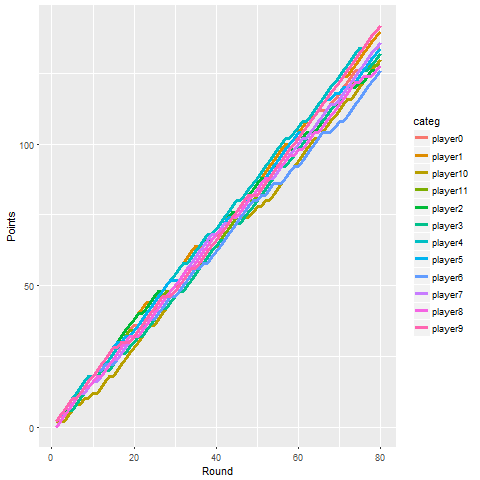 100
50
0
Points
0
20
40
60
80
Round
categ
player0
player1
player10
player11
player2
player3
player4
player5
player6
player7
player8
player9